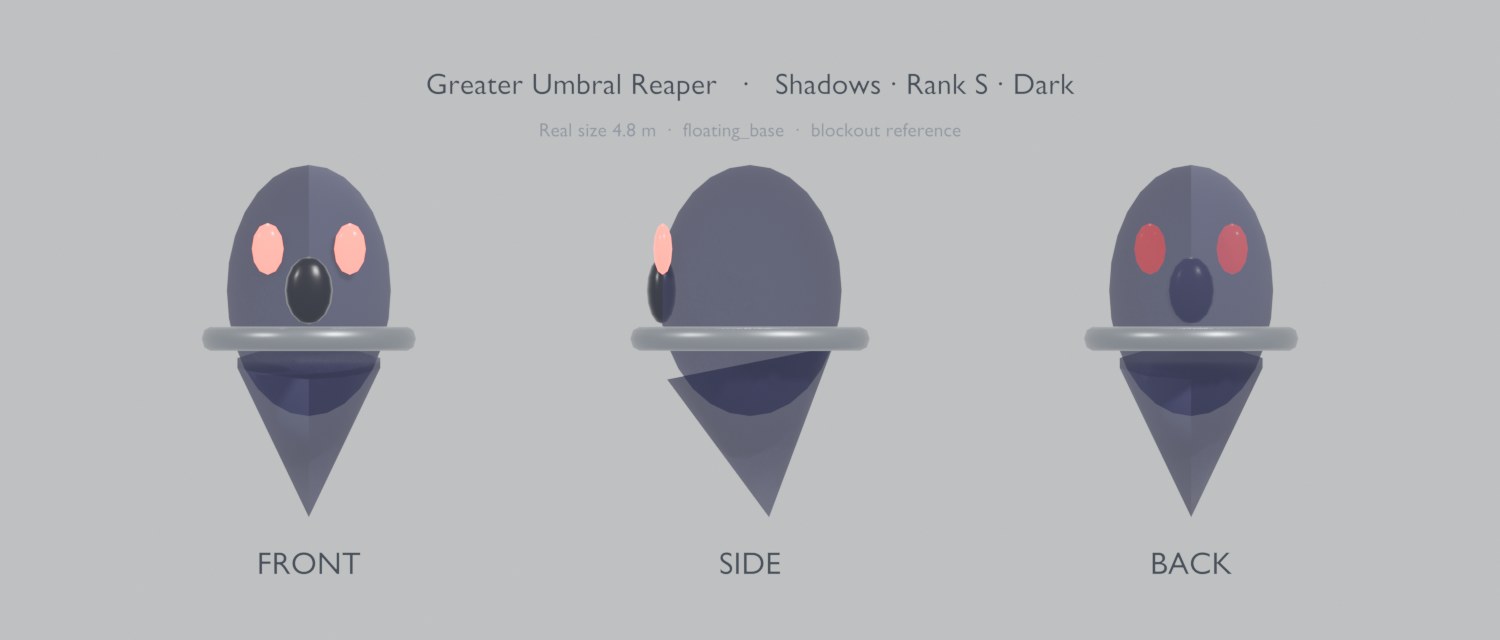 Greater Umbral Reaper · Shadows · Rank S · Dark
Real size 4.8 m · floating_base · blockout reference
FRONT SIDE BACK